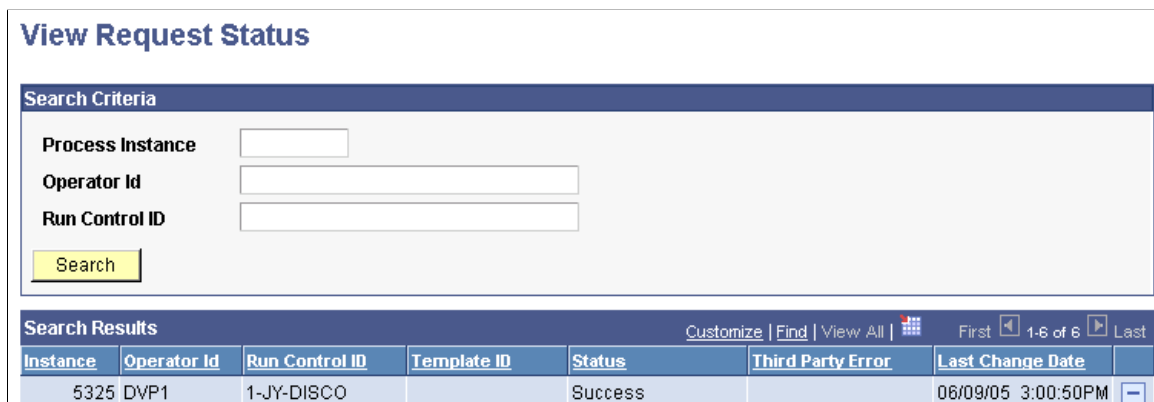 View Request Status
Search Criteria
Process Instance
Operator Id
Run Control ID
Search
Search Results Customize | Find | View All | First 1-6 of 6 Last
Instance Operator Id Run Control ID Template ID Status Third Party Error Last Change Date
5325 DVP1 1-JY-DISCO Success 06/09/05 3:00:50PM